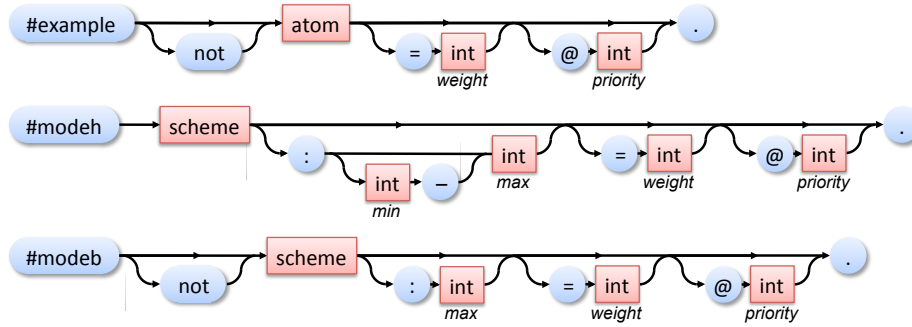 #example not atom = int weight @ int priority .
#modeh scheme : int min – int max = int weight @ int priority .
#modeb not scheme : int max = int weight @ int priority .